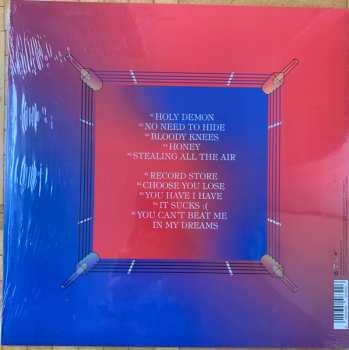 HOLY DEMON
NO NEED TO HIDE
BLOODY KNEES
HONEY
STEALING ALL THE AIR
RECORD STORE
CHOOSE YOU LOSE
YOU HAVE I HAVE
IT SUCKS :(
YOU CAN'T BEAT ME
IN MY DREAMS